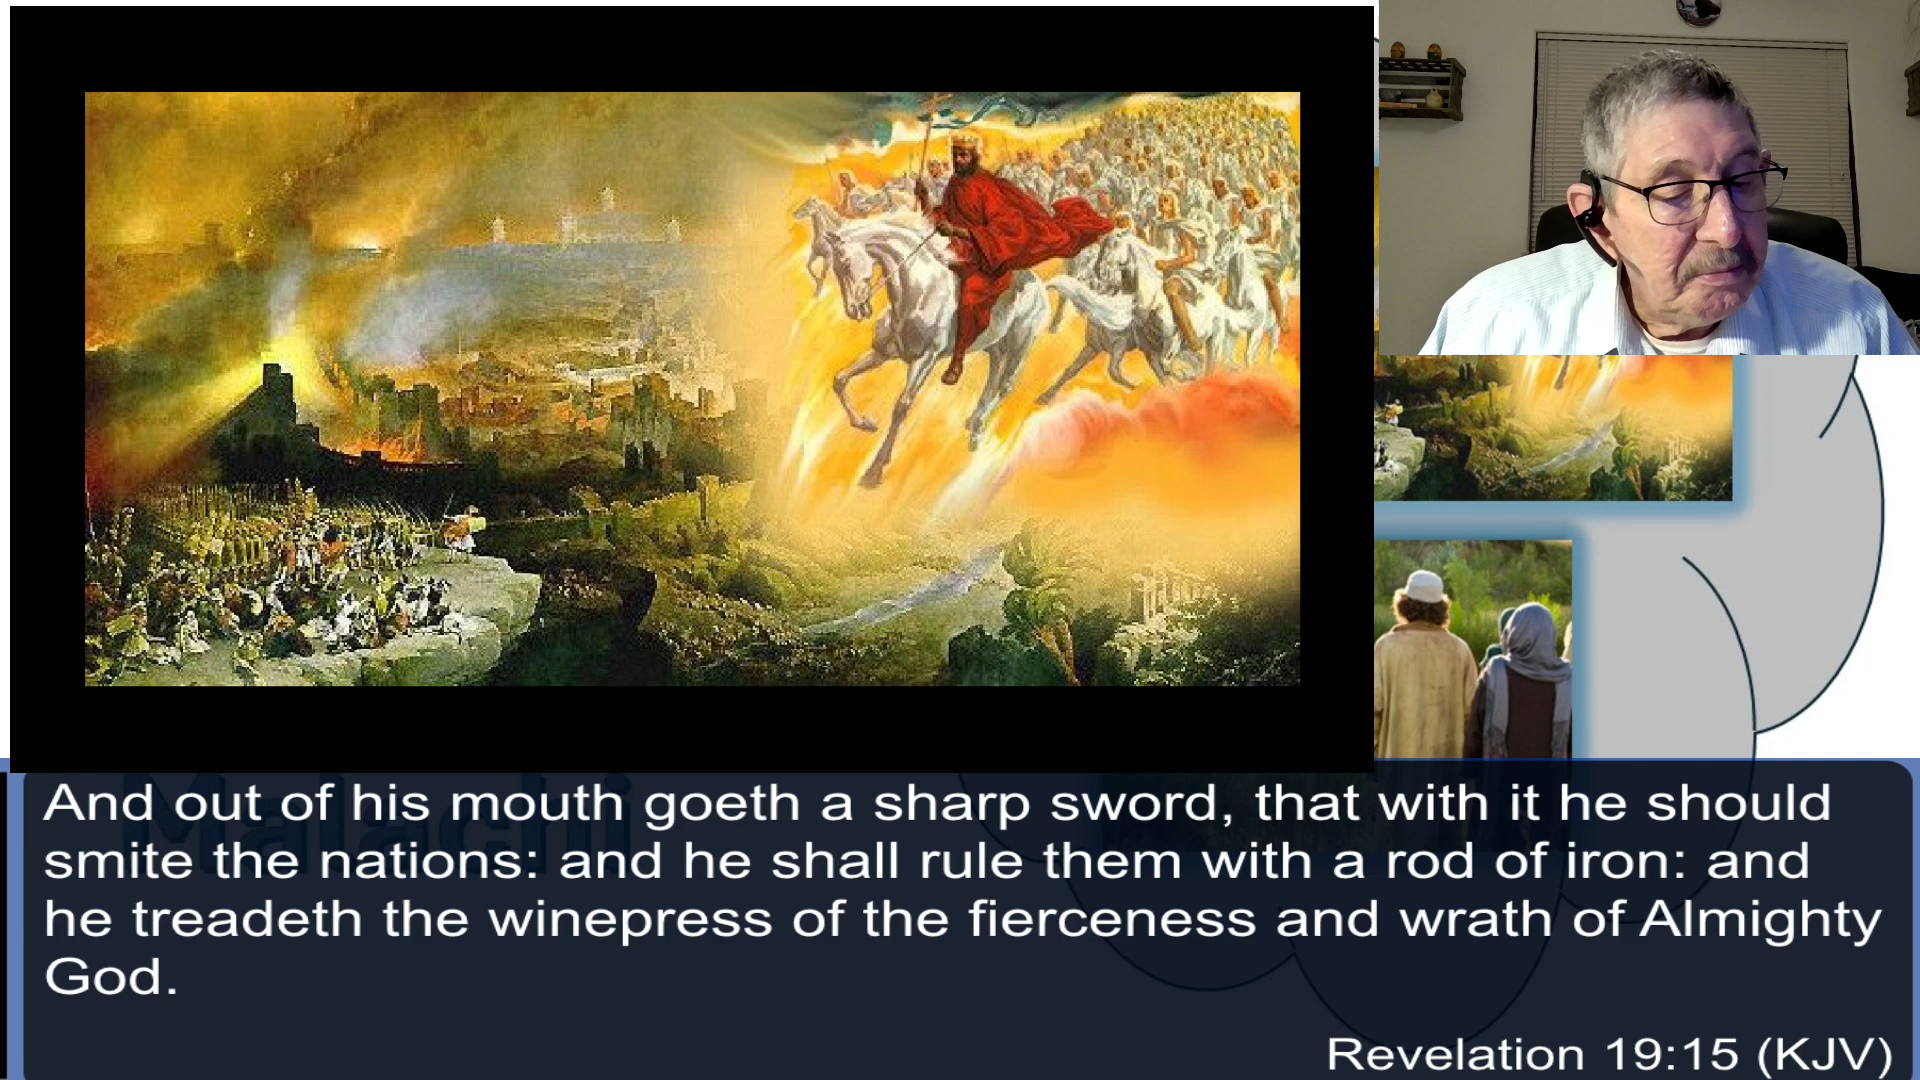 And out of his mouth goeth a sharp sword, that with it he should
smite the nations: and he shall rule them with a rod of iron: and
he treadeth the winepress of the fierceness and wrath of Almighty
God.
Revelation 19:15 (KJV)
Malachi